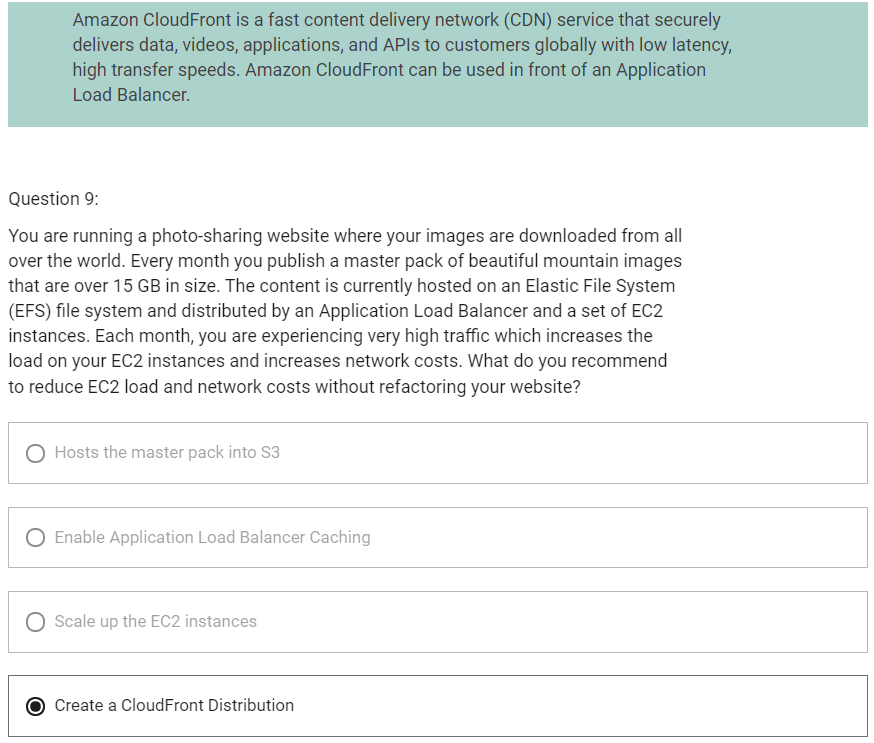 Amazon CloudFront is a fast content delivery network (CDN) service that securely
delivers data, videos, applications, and APIs to customers globally with low latency,
high transfer speeds. Amazon CloudFront can be used in front of an Application
Load Balancer.
Question 9:
You are running a photo-sharing website where your images are downloaded from all
over the world. Every month you publish a master pack of beautiful mountain images
that are over 15 GB in size. The content is currently hosted on an Elastic File System
(EFS) file system and distributed by an Application Load Balancer and a set of EC2
instances. Each month, you are experiencing very high traffic which increases the
load on your EC2 instances and increases network costs. What do you recommend
to reduce EC2 load and network costs without refactoring your website?
Hosts the master pack into S3
Enable Application Load Balancer Caching
Scale up the EC2 instances
Create a CloudFront Distribution